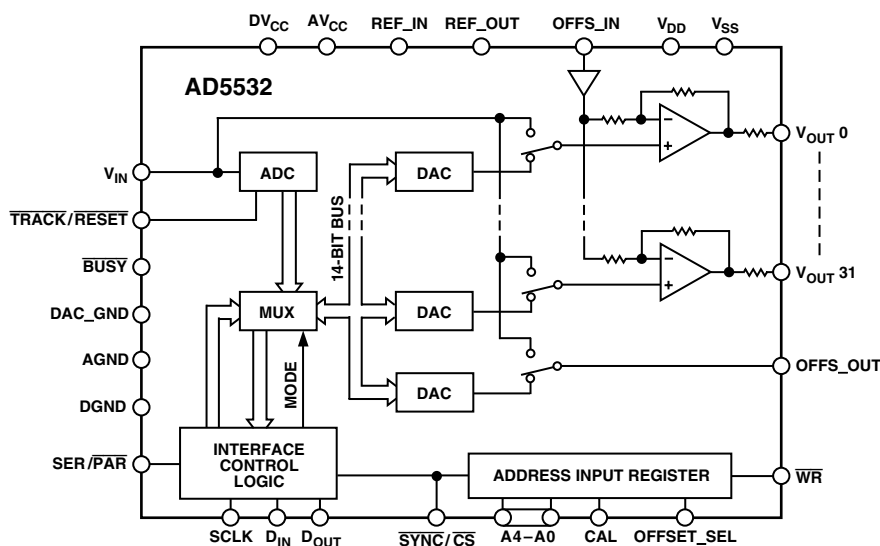 DVCC
AVCC
REF_IN
REF_OUT
OFFS_IN
VDD
VSS
AD5532
VIN
ADC
DAC
VOUT 0
TRACK/RESET
14-BIT BUS
BUSY
VOUT 31
DAC_GND
MUX
DAC
AGND
MODE
DAC
OFFS_OUT
DGND
SER/PAR
INTERFACE
CONTROL
LOGIC
ADDRESS INPUT REGISTER
WR
SCLK
DIN
DOUT
SYNC/CS
A4–A0
CAL
OFFSET_SEL